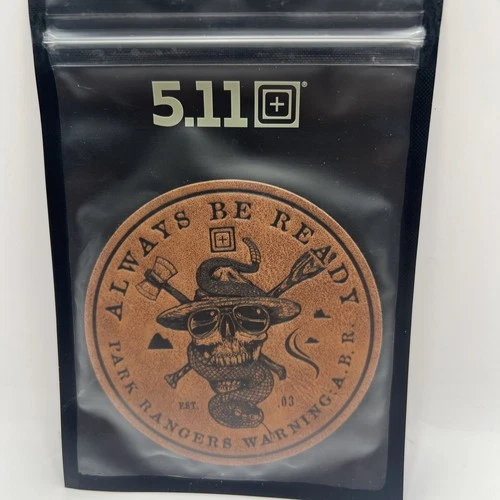 5.11®
ALWAYS BE READY
EST. .03
PARK RANGERS WARNING: A.B.R.